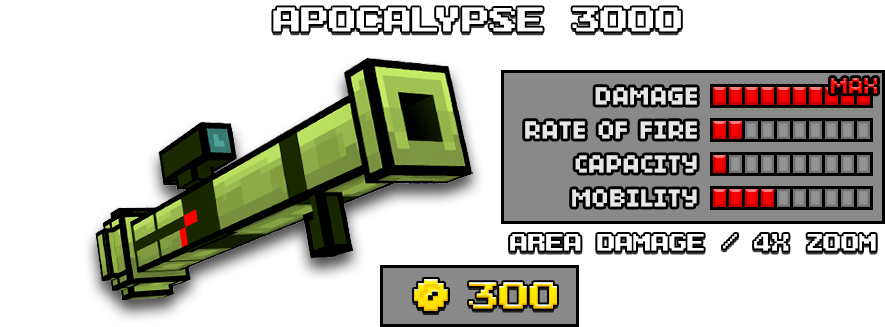 APOCALYPSE 3000
DAMAGE MAX
RATE OF FIRE
CAPACITY
MOBILITY
AREA DAMAGE / 4X ZOOM
300